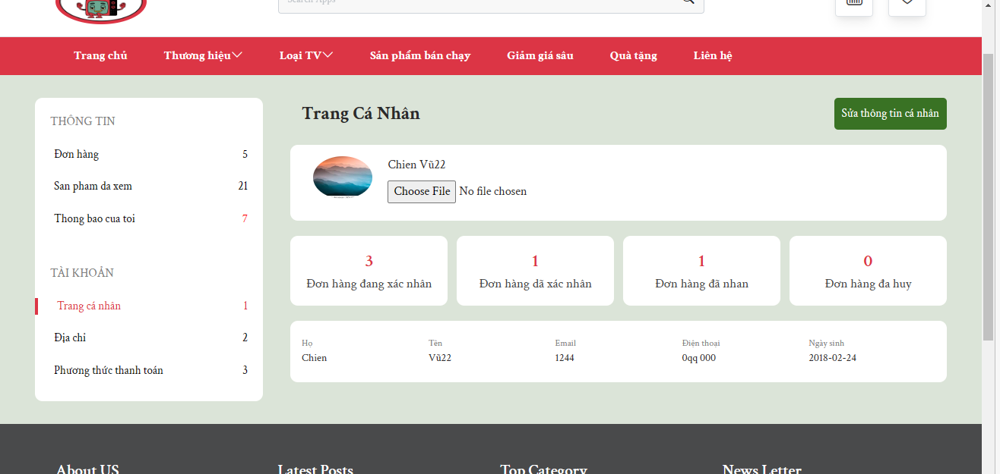 Search Apps
Trang chủ Thương hiệu Loại TV Sản phẩm bán chạy Giảm giá sâu Quà tặng Liên hệ
THÔNG TIN
Đơn hàng 5
San pham da xem 21
Thong bao cua toi 7
TÀI KHOẢN
Trang cá nhân 1
Địa chỉ 2
Phương thức thanh toán 3
Trang Cá Nhân
Sửa thông tin cá nhân
Chien Vũ22
Choose File No file chosen
3
Đơn hàng đang xác nhân
1
Đơn hàng dã xác nhân
1
Đơn hàng đã nhan
0
Đơn hàng đa huy
Họ Tên Email Điện thoại Ngày sinh
Chien Vũ22 1244 0qq 000 2018-02-24
About US Latest Posts Top Category News Letter